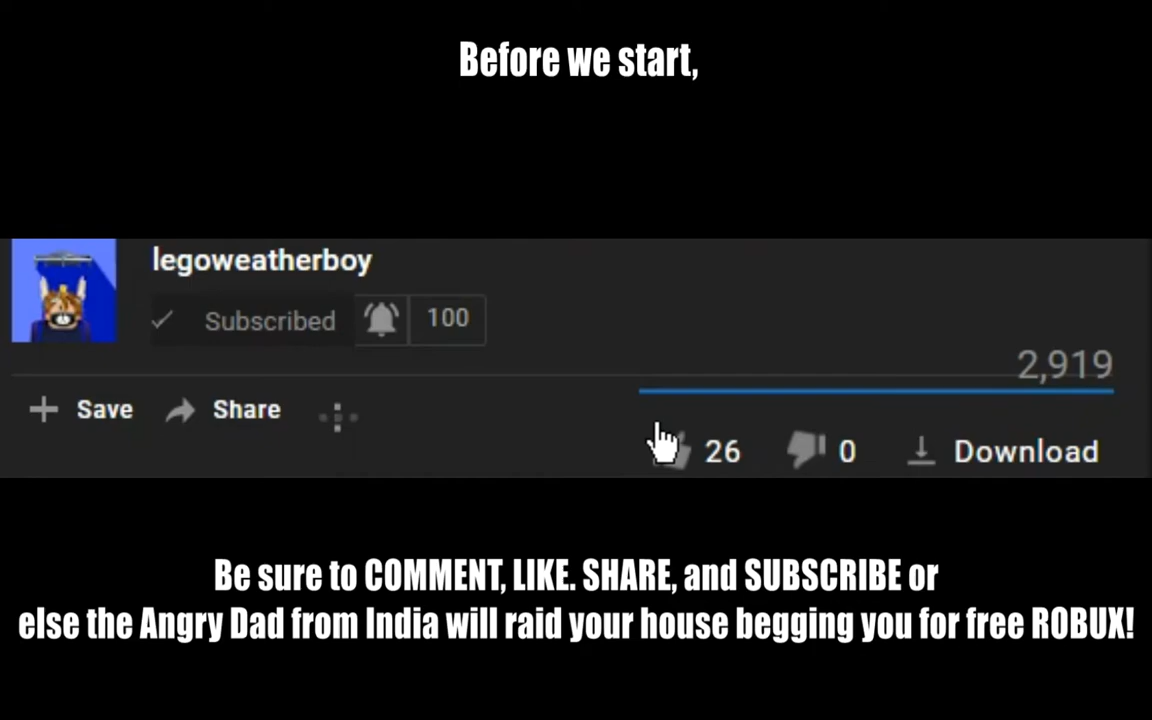 Before we start,
legoweatherboy
Subscribed 100
2,919
Save Share
26 0 Download
Be sure to COMMENT, LIKE. SHARE, and SUBSCRIBE or
else the Angry Dad from India will raid your house begging you for free ROBUX!